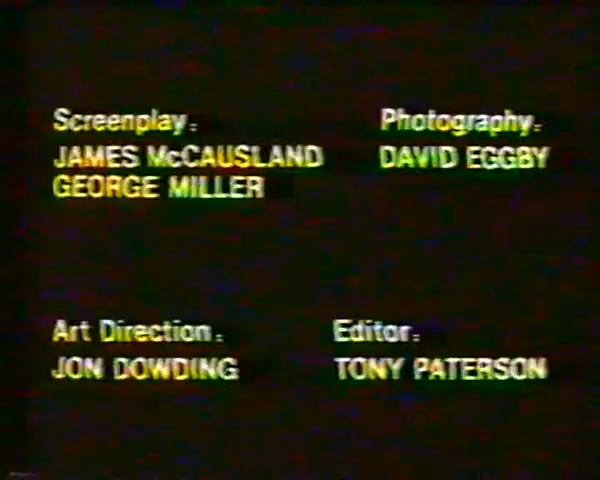 Screenplay:
JAMES McCAUSLAND
GEORGE MILLER
Photography:
DAVID EGGBY
Art Direction:
JON DOWDING
Editor:
TONY PATERSON